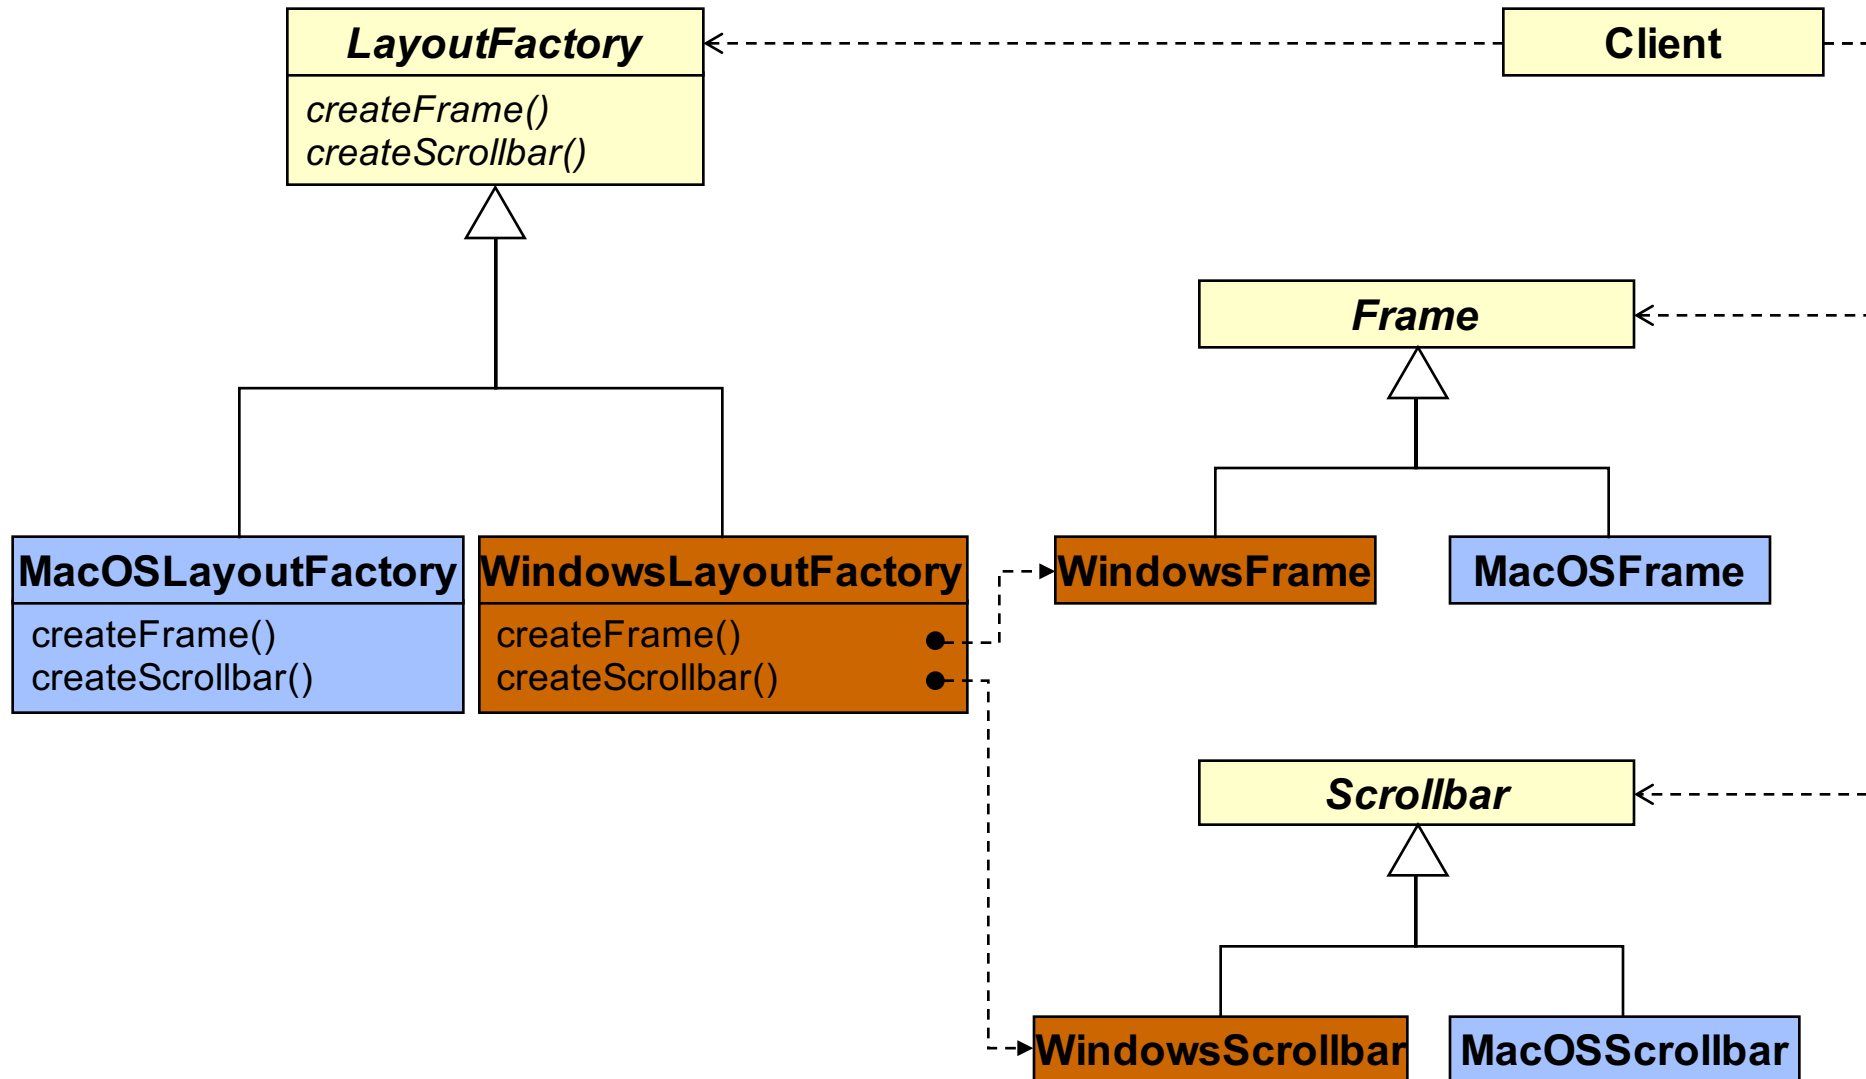 LayoutFactory
createFrame()
createScrollbar()
Client
Frame
MacOSLayoutFactory
createFrame()
createScrollbar()
WindowsLayoutFactory
createFrame()
createScrollbar()
WindowsFrame
MacOSFrame
Scrollbar
WindowsScrollbar
MacOSScrollbar